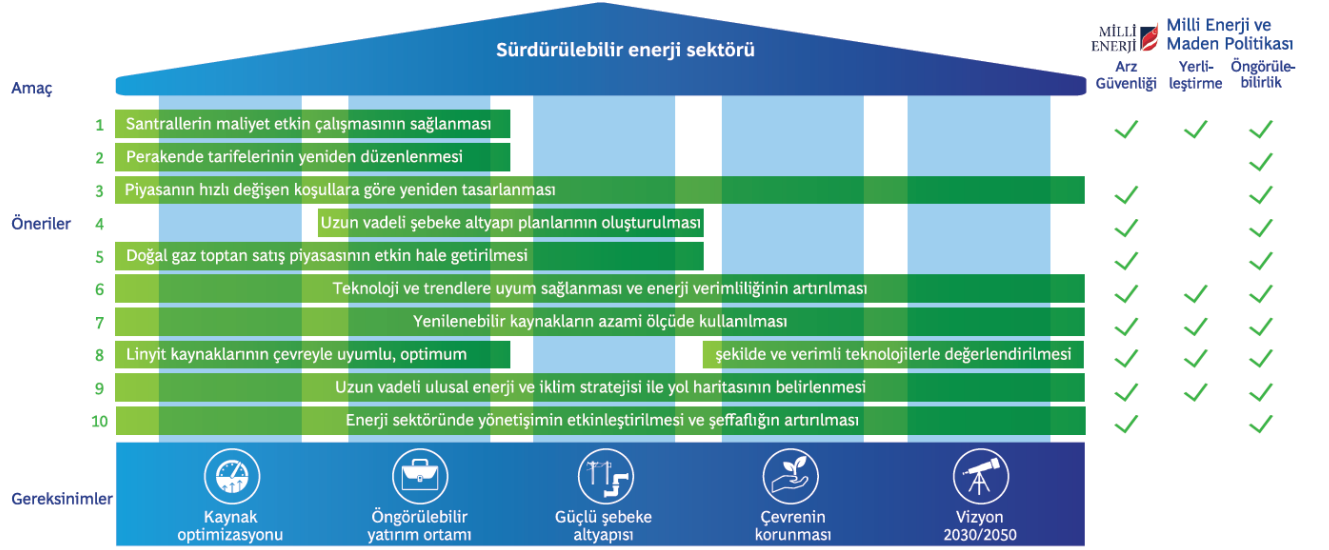 Sürdürülebilir enerji sektörü
MİLLİ ENERJİ
Milli Enerji ve
Maden Politikası
Arz Güvenliği
Yerli-leştirme
Öngörüle-bilirlik
Amaç
Öneriler
1 Santrallerin maliyet etkin çalışmasının sağlanması
2 Perakende tarifelerinin yeniden düzenlenmesi
3 Piyasanın hızlı değişen koşullara göre yeniden tasarlanması
4 Uzun vadeli şebeke altyapı planlarının oluşturulması
5 Doğal gaz toptan satış piyasasının etkin hale getirilmesi
6 Teknoloji ve trendlere uyum sağlanması ve enerji verimliliğinin artırılması
7 Yenilenebilir kaynakların azami ölçüde kullanılması
8 Linyit kaynaklarının çevreyle uyumlu, optimum şekilde ve verimli teknolojilerle değerlendirilmesi
9 Uzun vadeli ulusal enerji ve iklim stratejisi ile yol haritasının belirlenmesi
10 Enerji sektöründe yönetişimin etkinleştirilmesi ve şeffaflığın artırılması
Gereksinimler
Kaynak
optimizasyonu
Öngörülebilir
yatırım ortamı
Güçlü şebeke
altyapısı
Çevrenin
korunması
Vizyon
2030/2050